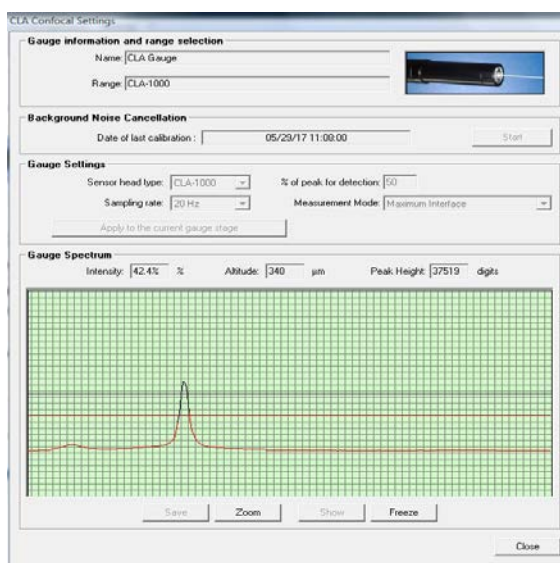 CLA Confocal Settings
Gauge information and range selection
Name: CLA Gauge
Range: CLA-1000
Background Noise Cancellation
Date of last calibration : 05/29/17 11:08:00 Start
Gauge Settings
Sensor head type: CLA-1000 % of peak for detection: 50
Sampling rate: 20 Hz Measurement Mode: Maximum Interface
Apply to the current gauge stage
Gauge Spectrum
Intensity: 42.4% % Altitude: 340 μm Peak Height: 37519 digits
Save Zoom Show Freeze
Close